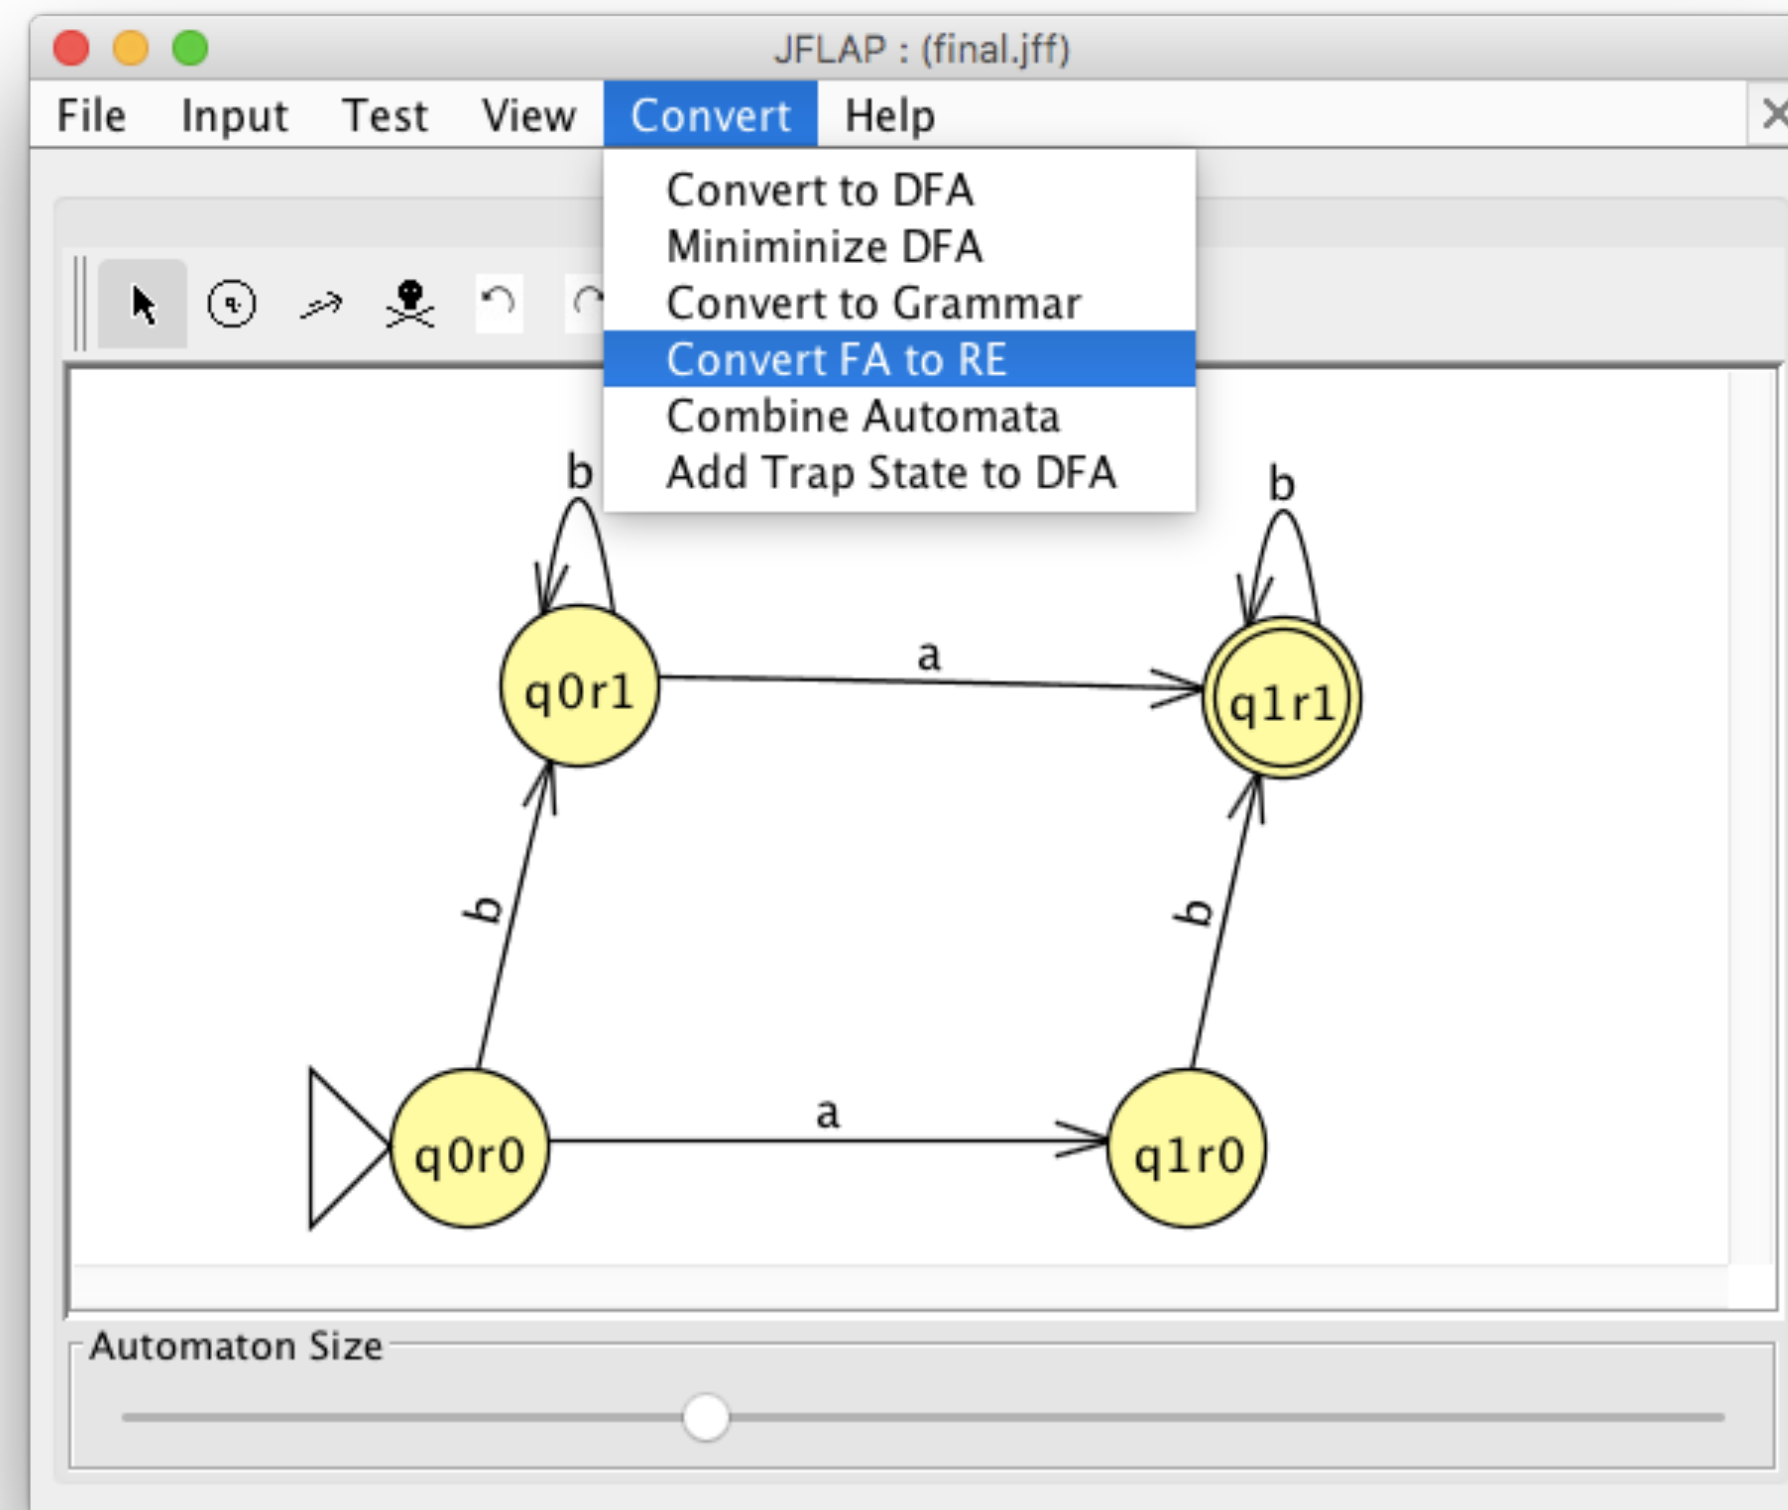 JFLAP : (final.jff)
File Input Test View Convert Help
Convert to DFA
Miniminize DFA
Convert to Grammar
Convert FA to RE
Combine Automata
Add Trap State to DFA
q
b
b
q0r1
a
q1r1
b
b
q0r0
a
q1r0
Automaton Size